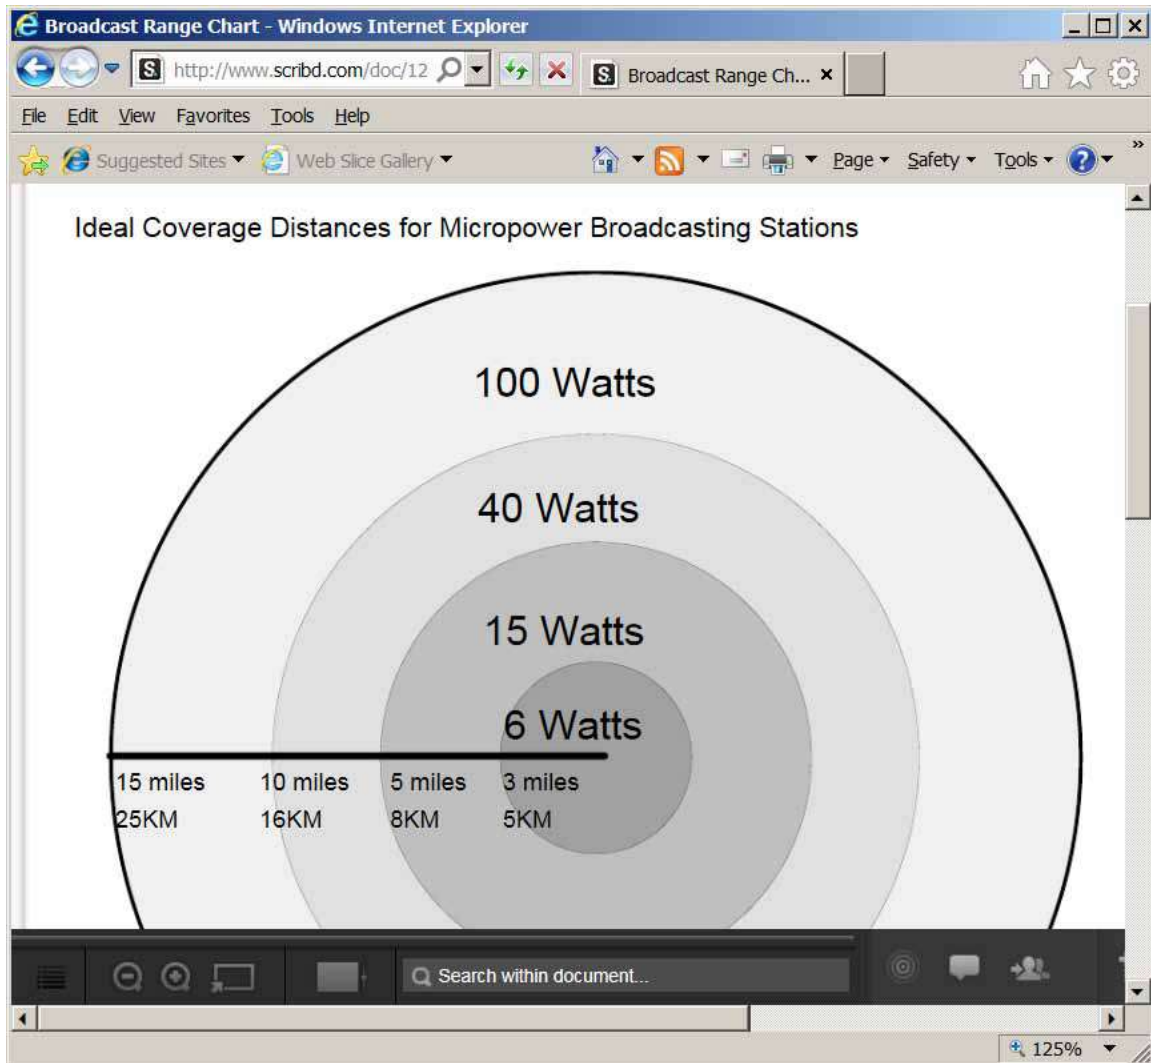 Broadcast Range Chart - Windows Internet Explorer
http://www.scribd.com/doc/12
Broadcast Range Ch...
File Edit View Favorites Tools Help
Suggested Sites Web Slice Gallery Page Safety Tools »
Ideal Coverage Distances for Micropower Broadcasting Stations
100 Watts
40 Watts
15 Watts
6 Watts
15 miles 10 miles 5 miles 3 miles
25KM 16KM 8KM 5KM
Search within document...
125%